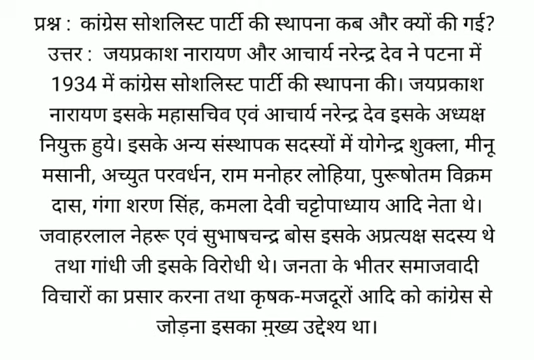 प्रश्न : कांग्रेस सोशलिस्ट पार्टी की स्थापना कब और क्यों की गई?
उत्तर : जयप्रकाश नारायण और आचार्य नरेन्द्र देव ने पटना में
1934 में कांग्रेस सोशलिस्ट पार्टी की स्थापना की। जयप्रकाश
नारायण इसके महासचिव एवं आचार्य नरेन्द्र देव इसके अध्यक्ष
नियुक्त हुये। इसके अन्य संस्थापक सदस्यों में योगेन्द्र शुक्ला, मीनू
मसानी, अच्युत परवर्धन, राम मनोहर लोहिया, पुरूषोतम विक्रम
दास, गंगा शरण सिंह, कमला देवी चट्टोपाध्याय आदि नेता थे।
जवाहरलाल नेहरू एवं सुभाषचन्द्र बोस इसके अप्रत्यक्ष सदस्य थे
तथा गांधी जी इसके विरोधी थे। जनता के भीतर समाजवादी
विचारों का प्रसार करना तथा कृषक-मजदूरों आदि को कांग्रेस से
जोड़ना इसका मुख्य उद्देश्य था।